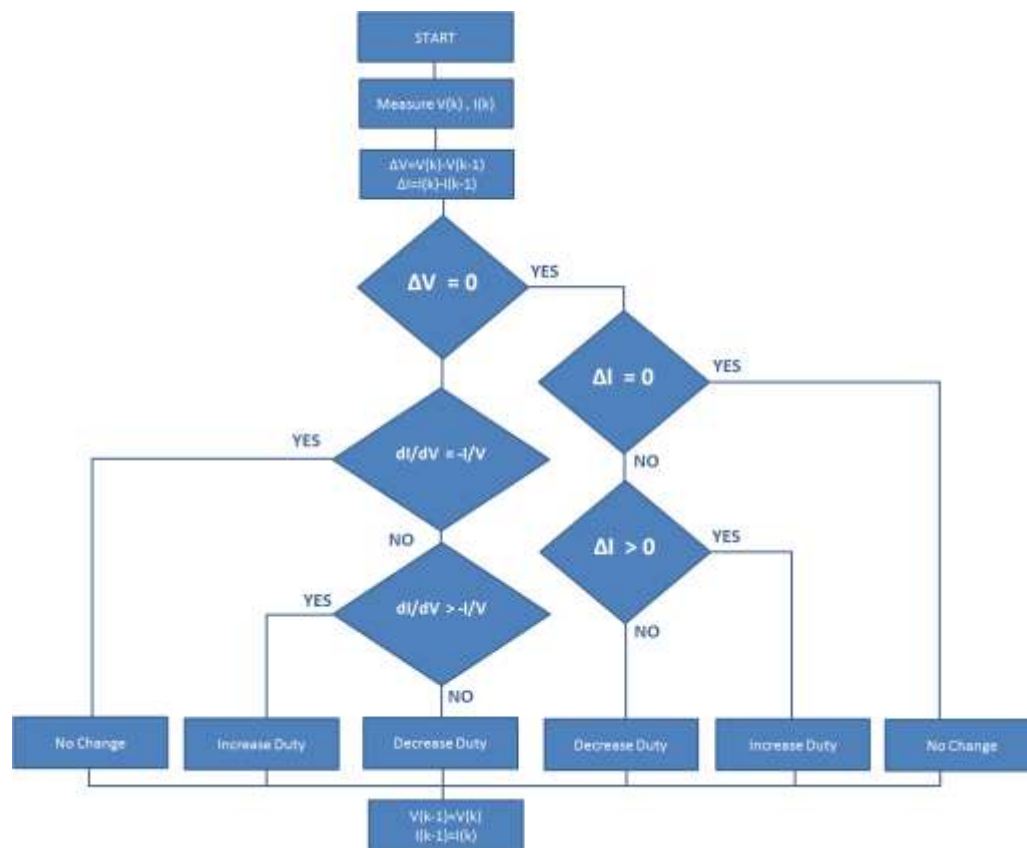 START
Measure V(k) , I(k)
ΔV=V(k)-V(k-1)
ΔI=I(k)-I(k-1)
ΔV = 0
YES
ΔI = 0
YES
YES
dI/dV = -I/V
NO
NO
ΔI > 0
YES
YES
dI/dV > -I/V
NO
NO
No Change
Increase Duty
Decrease Duty
Decrease Duty
Increase Duty
No Change
V(k-1)=V(k)
I(k-1)=I(k)